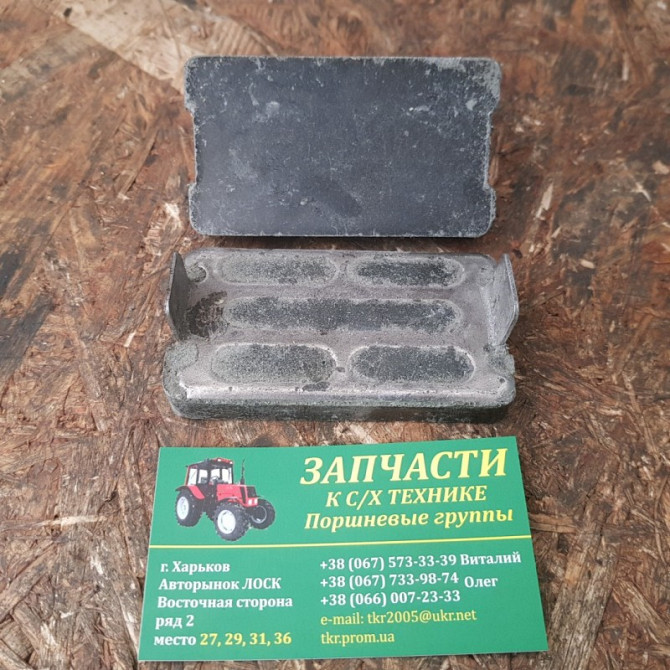 ЗАПЧАСТИ
К С/Х ТЕХНИКЕ
Поршневые группы
г. Харьков
Авторынок ЛОСК
Восточная сторона
ряд 2
место 27, 29, 31, 36
+38 (067) 573-33-39 Виталий
+38 (067) 733-98-74 Олег
+38 (066) 007-23-33
e-mail: tkr2005@ukr.net
tkr.prom.ua